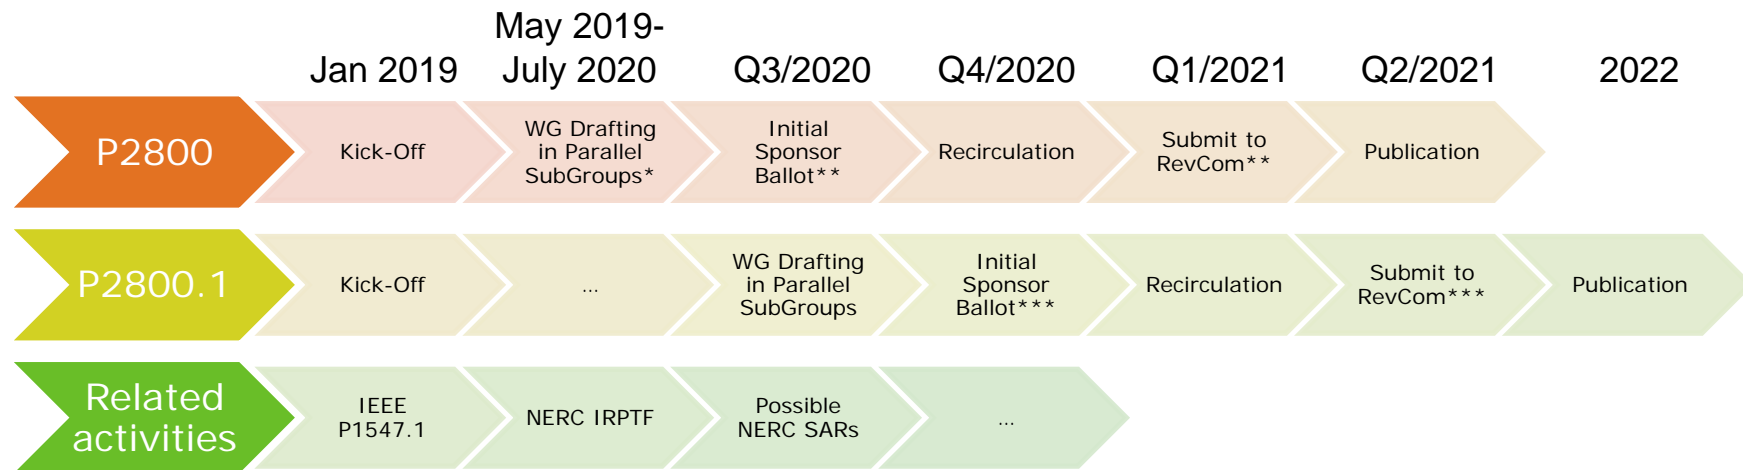 May 2019-
Jan 2019 July 2020 Q3/2020 Q4/2020 Q1/2021 Q2/2021 2022
P2800
Kick-Off
WG Drafting
in Parallel
SubGroups*
Initial
Sponsor
Ballot**
Recirculation
Submit to
RevCom**
Publication
P2800.1
Kick-Off
...
WG Drafting
in Parallel
SubGroups
Initial
Sponsor
Ballot***
Recirculation
Submit to
RevCom***
Publication
Related
activities
IEEE
P1547.1
NERC IRPTF
Possible
NERC SARs
...